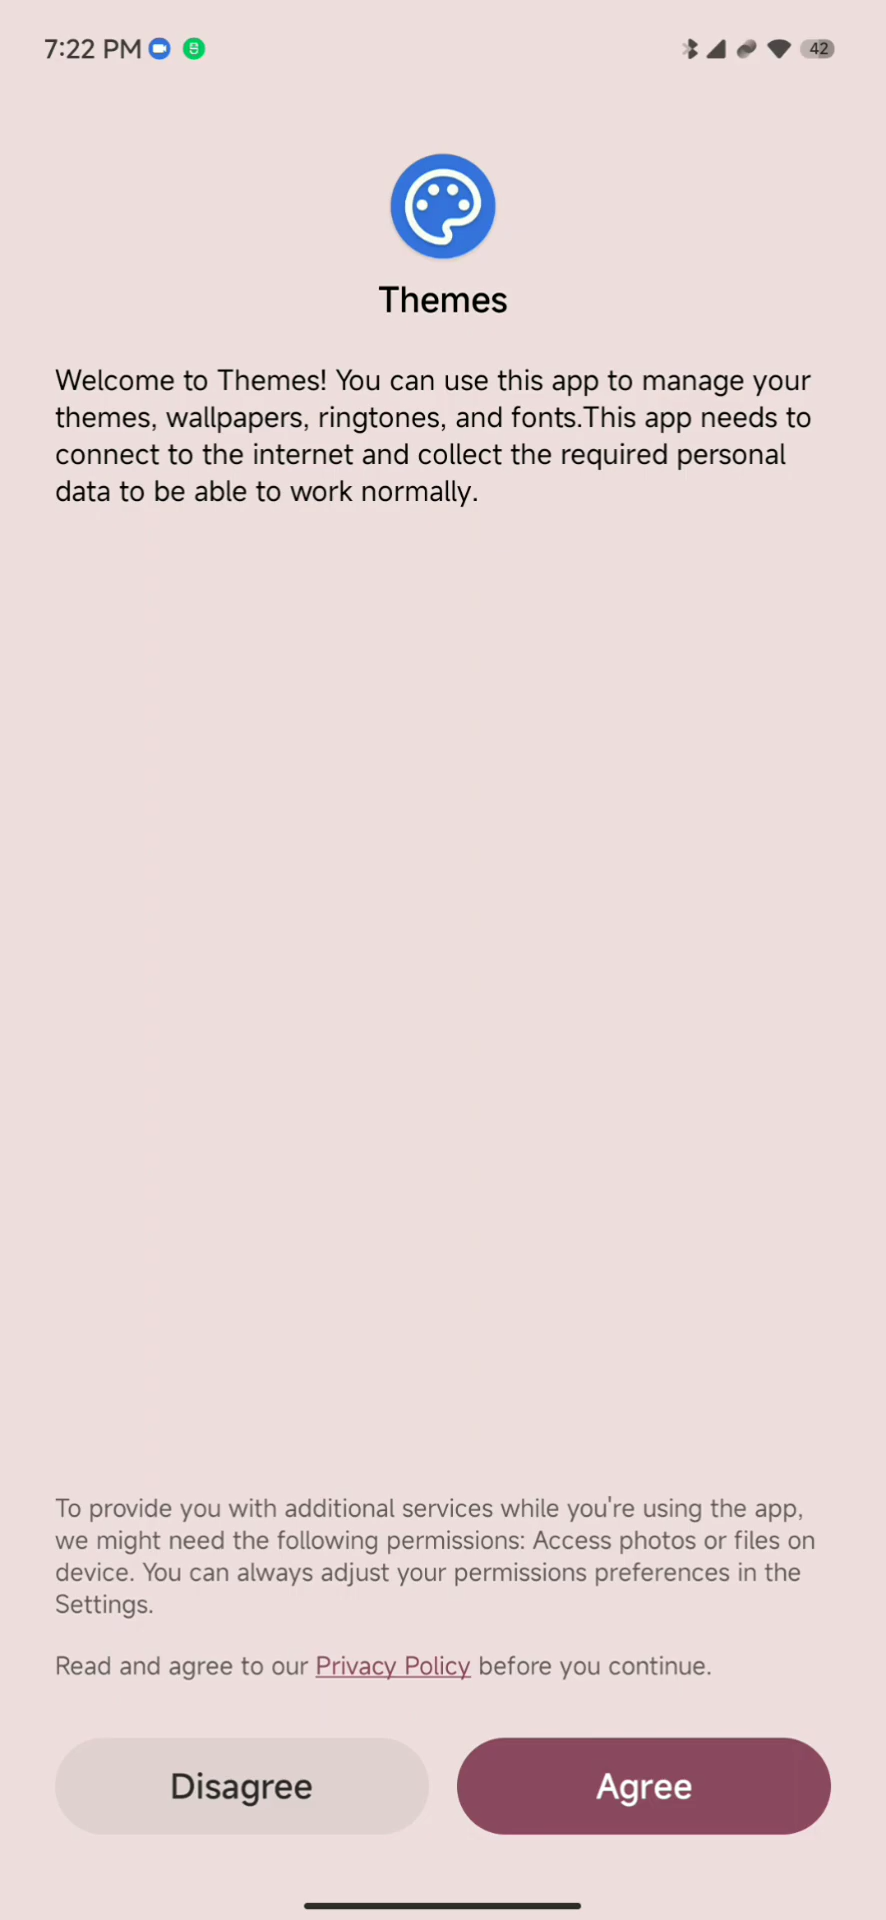 7:22 PM
42
Themes
Welcome to Themes! You can use this app to manage your
themes, wallpapers, ringtones, and fonts.This app needs to
connect to the internet and collect the required personal
data to be able to work normally.
To provide you with additional services while you're using the app,
we might need the following permissions: Access photos or files on
device. You can always adjust your permissions preferences in the
Settings.
Read and agree to our Privacy Policy before you continue.
Disagree
Agree